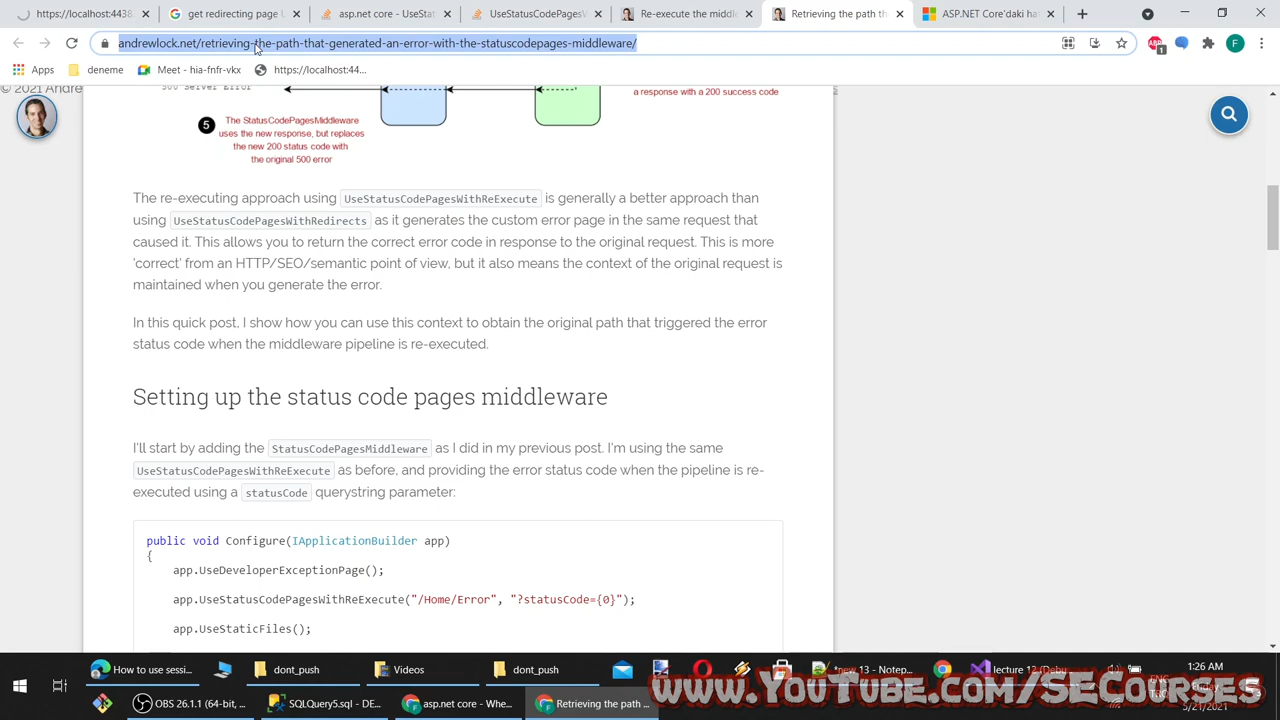 https://localhost:4438
get redirecting page U
asp.net core - UseStat
UseStatusCodePagesW
Re-execute the middl
Retrieving the path th
ASP.NET Core'daki has
andrewlock.net/retrieving-the-path-that-generated-an-error-with-the-statuscodepages-middleware/
Apps
deneme
Meet - hia-fnfr-vkx
https://localhost:44...
© 2021 Andre
500 Server Error
a response with a 200 success code
5
The StatusCodePagesMiddleware
uses the new response, but replaces
the new 200 status code with
the original 500 error
The re-executing approach using UseStatusCodePagesWithReExecute is generally a better approach than
using UseStatusCodePagesWithRedirects as it generates the custom error page in the same request that
caused it. This allows you to return the correct error code in response to the original request. This is more
'correct' from an HTTP/SEO/semantic point of view, but it also means the context of the original request is
maintained when you generate the error.
In this quick post, I show how you can use this context to obtain the original path that triggered the error
status code when the middleware pipeline is re-executed.
Setting up the status code pages middleware
I'll start by adding the StatusCodePagesMiddleware as I did in my previous post. I'm using the same
UseStatusCodePagesWithReExecute as before, and providing the error status code when the pipeline is re-
executed using a statusCode querystring parameter:
public void Configure(IApplicationBuilder app)
{
app.UseDeveloperExceptionPage();
app.UseStatusCodePagesWithReExecute("/Home/Error", "?statusCode={0}");
app.UseStaticFiles();
How to use sessi...
dont_push
Videos
dont_push
*new 13 - Notep...
lecture 12 (Debu...
1:26 AM
Friday
5/21/2021
OBS 26.1.1 (64-bit, ...
SQLQuery5.sql - DE...
asp.net core - Whe...
Retrieving the path ...
www.YouTube.com/SECourses